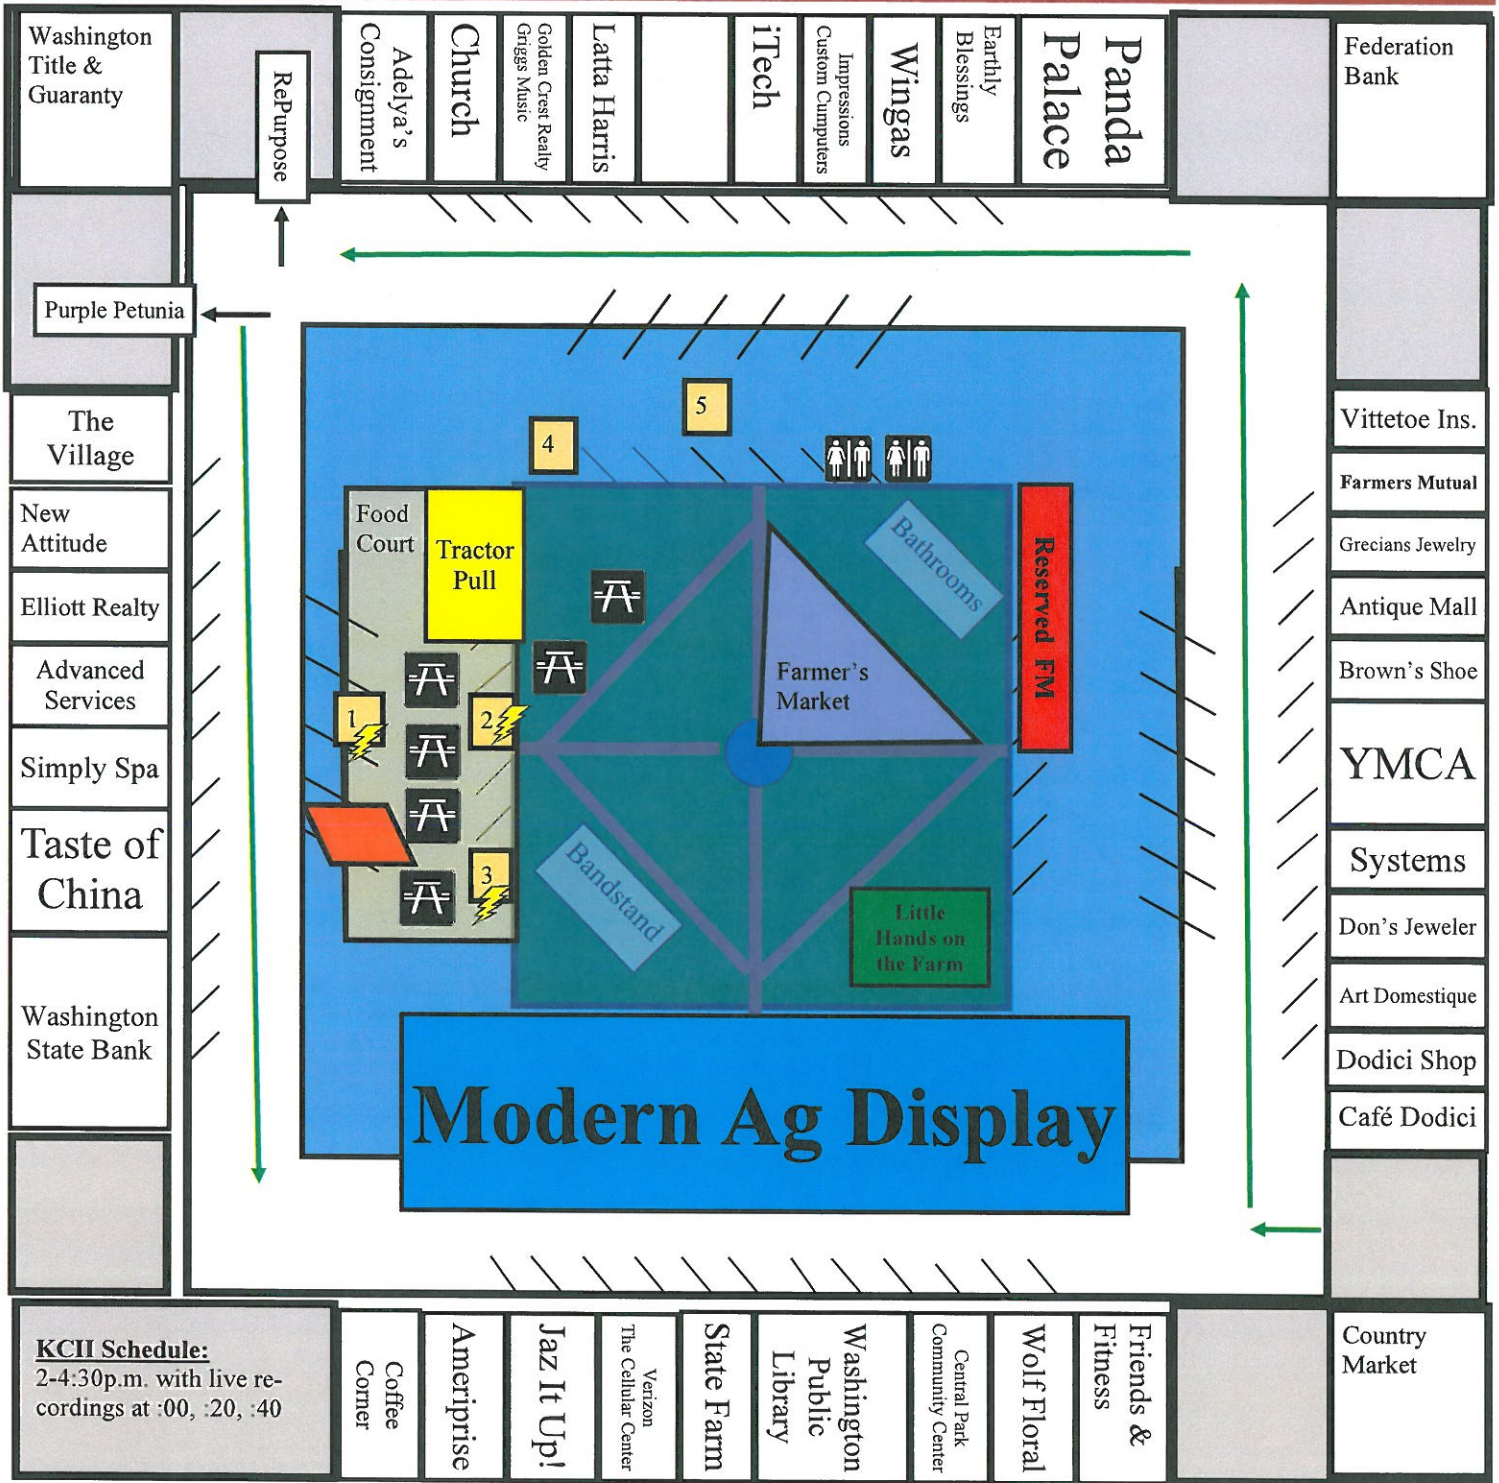 Washington
Title &
Guaranty
RePurpose
Adelya's
Consignment
Church
Golden Crest Realty
Griggs Music
Latta Harris
iTech
Impressions
Custom Cumputers
Wingas
Earthly
Blessings
Panda
Palace
Federation
Bank
Purple Petunia
The
Village
New
Attitude
Elliott Realty
Advanced
Services
Simply Spa
Taste of
China
Washington
State Bank
4
5
Food
Court
Tractor
Pull
Bathrooms
Reserved FM
Farmer's
Market
1
2
3
Bandstand
Little
Hands on
the Farm
Modern Ag Display
Vittetoe Ins.
Farmers Mutual
Grecians Jewelry
Antique Mall
Brown's Shoe
YMCA
Systems
Don's Jeweler
Art Domestique
Dodici Shop
Café Dodici
KCII Schedule:
2-4:30p.m. with live re-
cordings at :00, :20, :40
Coffee
Corner
Ameriprise
Jaz It Up!
Verizon
The Cellular Center
State Farm
Washington
Public
Library
Central Park
Community Center
Wolf Floral
Friends &
Fitness
Country
Market